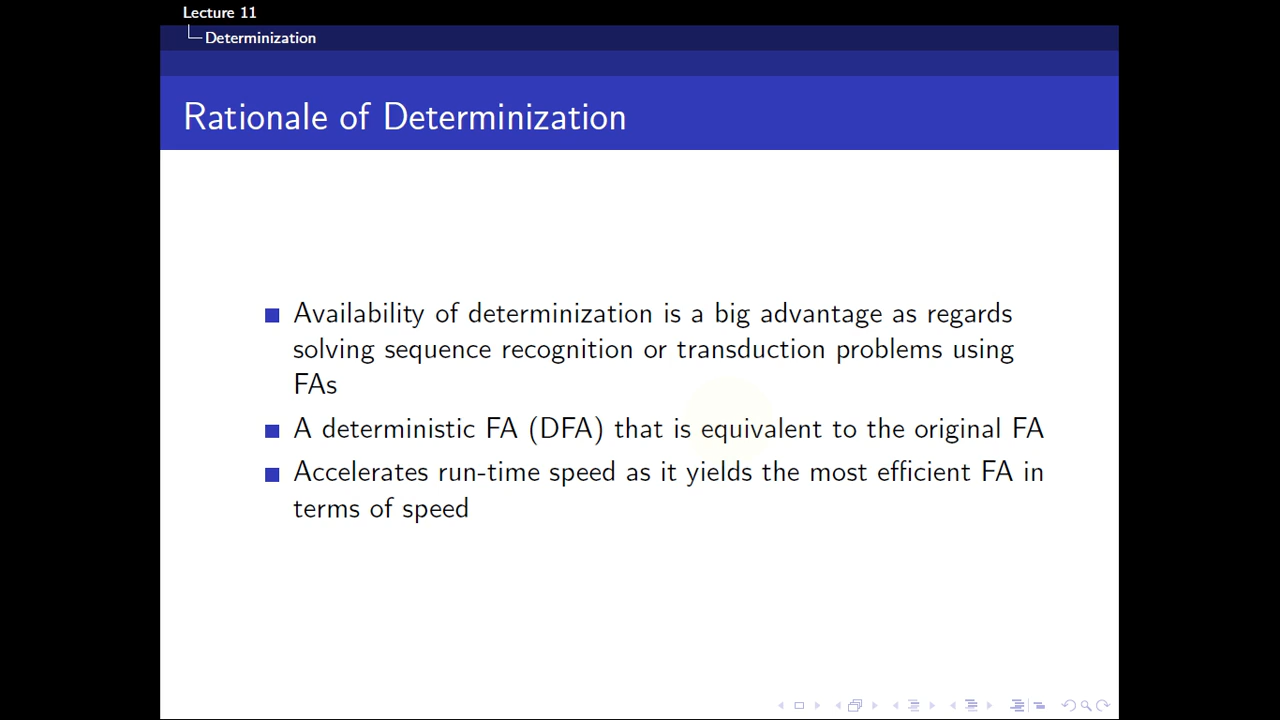 Lecture 11
Determinization
Rationale of Determinization
Availability of determinization is a big advantage as regards
solving sequence recognition or transduction problems using
FAs
A deterministic FA (DFA) that is equivalent to the original FA
Accelerates run-time speed as it yields the most efficient FA in
terms of speed